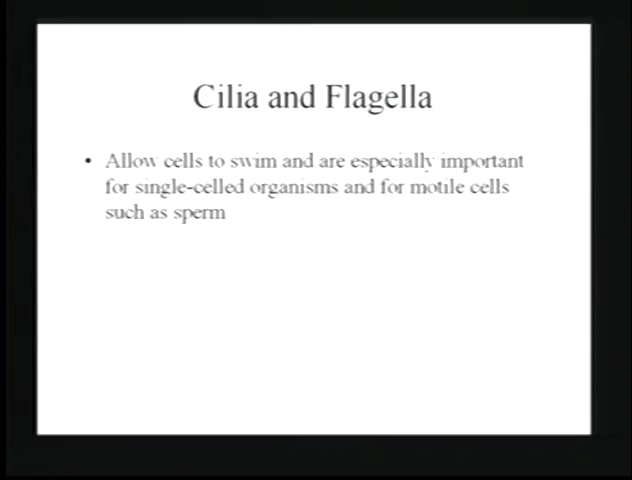 Cilia and Flagella
• Allow cells to swim and are especially important
for single-celled organisms and for motile cells
such as sperm